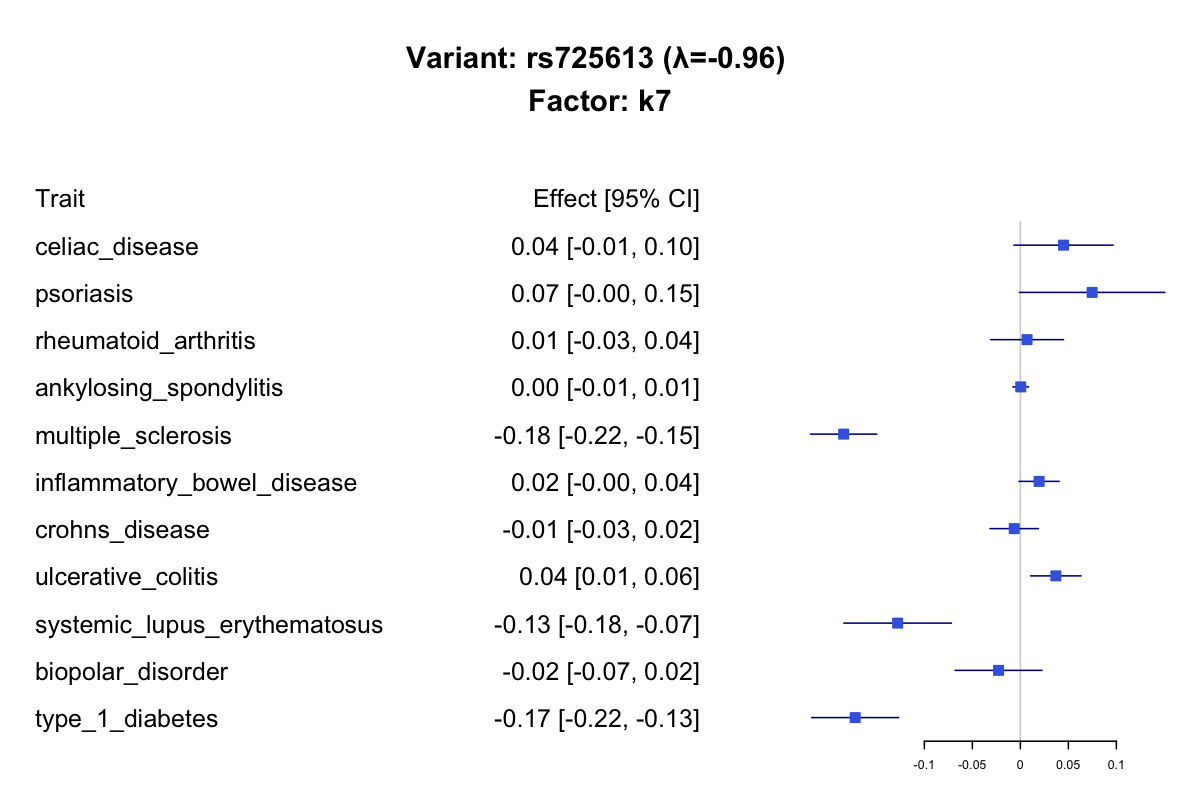 Variant: rs725613 (λ=-0.96)
Factor: k7
Trait Effect [95% CI]
celiac_disease 0.04 [-0.01, 0.10]
psoriasis 0.07 [-0.00, 0.15]
rheumatoid_arthritis 0.01 [-0.03, 0.04]
ankylosing_spondylitis 0.00 [-0.01, 0.01]
multiple_sclerosis -0.18 [-0.22, -0.15]
inflammatory_bowel_disease 0.02 [-0.00, 0.04]
crohns_disease -0.01 [-0.03, 0.02]
ulcerative_colitis 0.04 [0.01, 0.06]
systemic_lupus_erythematosus -0.13 [-0.18, -0.07]
biopolar_disorder -0.02 [-0.07, 0.02]
type_1_diabetes -0.17 [-0.22, -0.13]
-0.1 -0.05 0 0.05 0.1